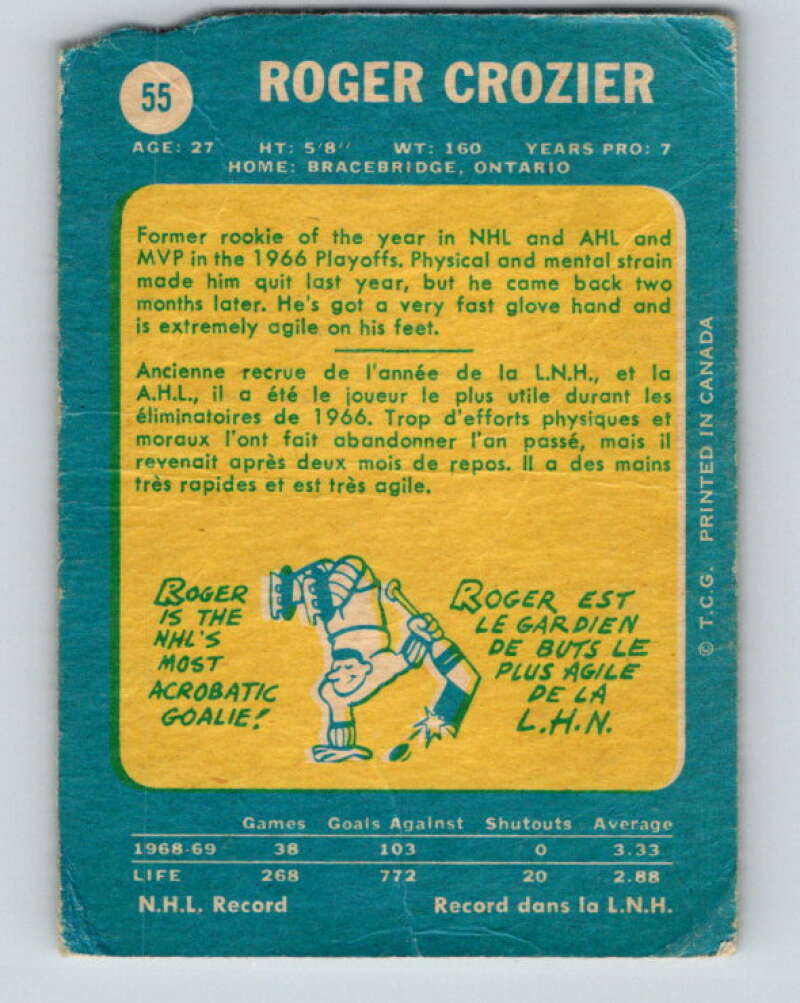 55
ROGER CROZIER
AGE: 27 HT: 5'8'' WT: 160 YEARS PRO: 7
HOME: BRACEBRIDGE, ONTARIO
Former rookie of the year in NHL and AHL and
MVP in the 1966 Playoffs. Physical and mental strain
made him quit last year, but he came back two
months later. He's got a very fast glove hand and
is extremely agile on his feet.
Ancienne recrue de l'année de la L.N.H., et la
A.H.L., il a été le joueur le plus utile durant les
éliminatoires de 1966. Trop d'efforts physiques et
moraux l'ont fait abandonner l'an passé, mais il
revenait après deux mois de repos. Il a des mains
très rapides et est très agile.
ROGER
IS THE
NHL'S
MOST
ACROBATIC
GOALIE!
ROGER EST
LE GARDIEN
DE BUTS LE
PLUS AGILE
DE LA
L.H.N.
© T.C.G. PRINTED IN CANADA
Games Goals Against Shutouts Average
1968-69 38 103 0 3.33
LIFE 268 772 20 2.88
N.H.L. Record Record dans la L.N.H.